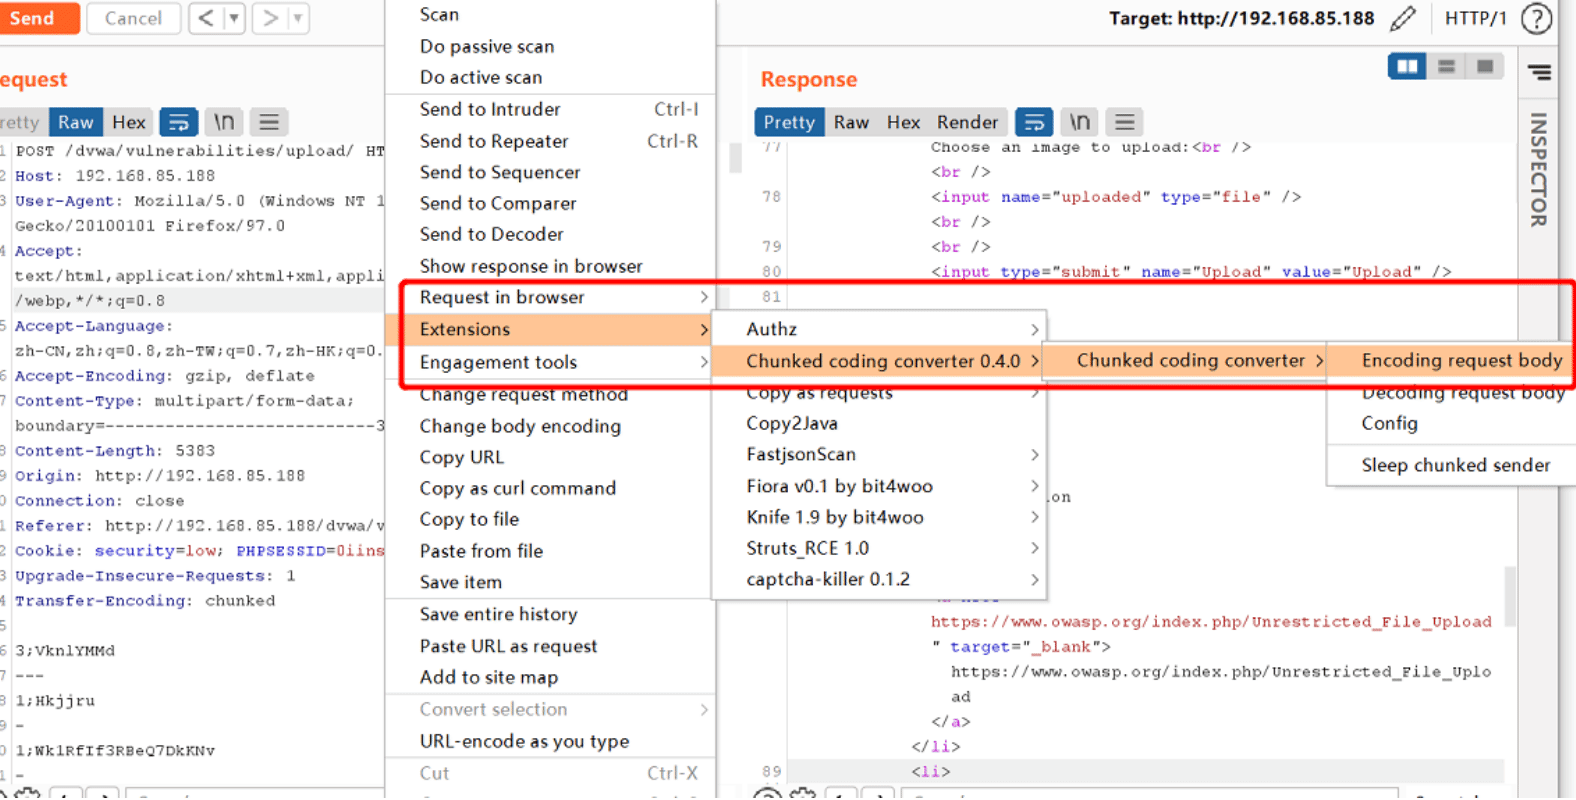 Send
Cancel
Target: http://192.168.85.188
HTTP/1
equest
retty
Raw
Hex
\n
1 POST /dvwa/vulnerabilities/upload/ HT
2 Host: 192.168.85.188
3 User-Agent: Mozilla/5.0 (Windows NT 1
Gecko/20100101 Firefox/97.0
4 Accept:
text/html,application/xhtml+xml,appli
/webp,*/*;q=0.8
5 Accept-Language:
zh-CN,zh;q=0.8,zh-TW;q=0.7,zh-HK;q=0.
6 Accept-Encoding: gzip, deflate
7 Content-Type: multipart/form-data;
boundary=---------------------------3
8 Content-Length: 5383
9 Origin: http://192.168.85.188
0 Connection: close
1 Referer: http://192.168.85.188/dvwa/v
2 Cookie: security=low; PHPSESSID=0iins
3 Upgrade-Insecure-Requests: 1
4 Transfer-Encoding: chunked
5
6 3;VknlYMMd
7 ---
8 1;Hkjjru
9 -
0 1;Wk1RfIf3RBeQ7DkKNv
1 -
Scan
Do passive scan
Do active scan
Send to Intruder Ctrl-I
Send to Repeater Ctrl-R
Send to Sequencer
Send to Comparer
Send to Decoder
Show response in browser
Request in browser
Extensions
Engagement tools
Change request method
Change body encoding
Copy URL
Copy as curl command
Copy to file
Paste from file
Save item
Save entire history
Paste URL as request
Add to site map
Convert selection
URL-encode as you type
Cut Ctrl-X
Authz
Chunked coding converter 0.4.0
Copy as requests
Copy2Java
FastjsonScan
Fiora v0.1 by bit4woo
Knife 1.9 by bit4woo
Struts_RCE 1.0
captcha-killer 0.1.2
Chunked coding converter
Encoding request body
Decoding request body
Config
Sleep chunked sender
Response
Pretty
Raw
Hex
Render
\n
INSPECTOR
77 Choose an image to upload:<br />
<br />
78 <input name="uploaded" type="file" />
<br />
79 <br />
80 <input type="submit" name="Upload" value="Upload" />
81
on
https://www.owasp.org/index.php/Unrestricted_File_Upload
" target="_blank">
https://www.owasp.org/index.php/Unrestricted_File_Uplo
ad
</a>
</li>
89 <li>